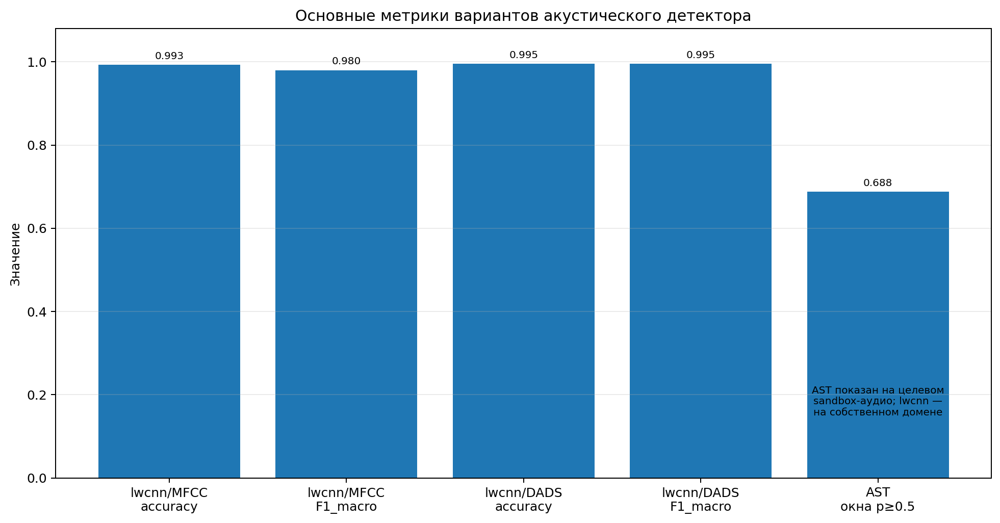 Основные метрики вариантов акустического детектора
Значение
1.0
0.8
0.6
0.4
0.2
0.0
0.993
0.980
0.995
0.995
0.688
AST показан на целевом
sandbox-аудио; lwcnn —
на собственном домене
lwcnn/MFCC
accuracy
lwcnn/MFCC
F1_macro
lwcnn/DADS
accuracy
lwcnn/DADS
F1_macro
AST
окна p≥0.5